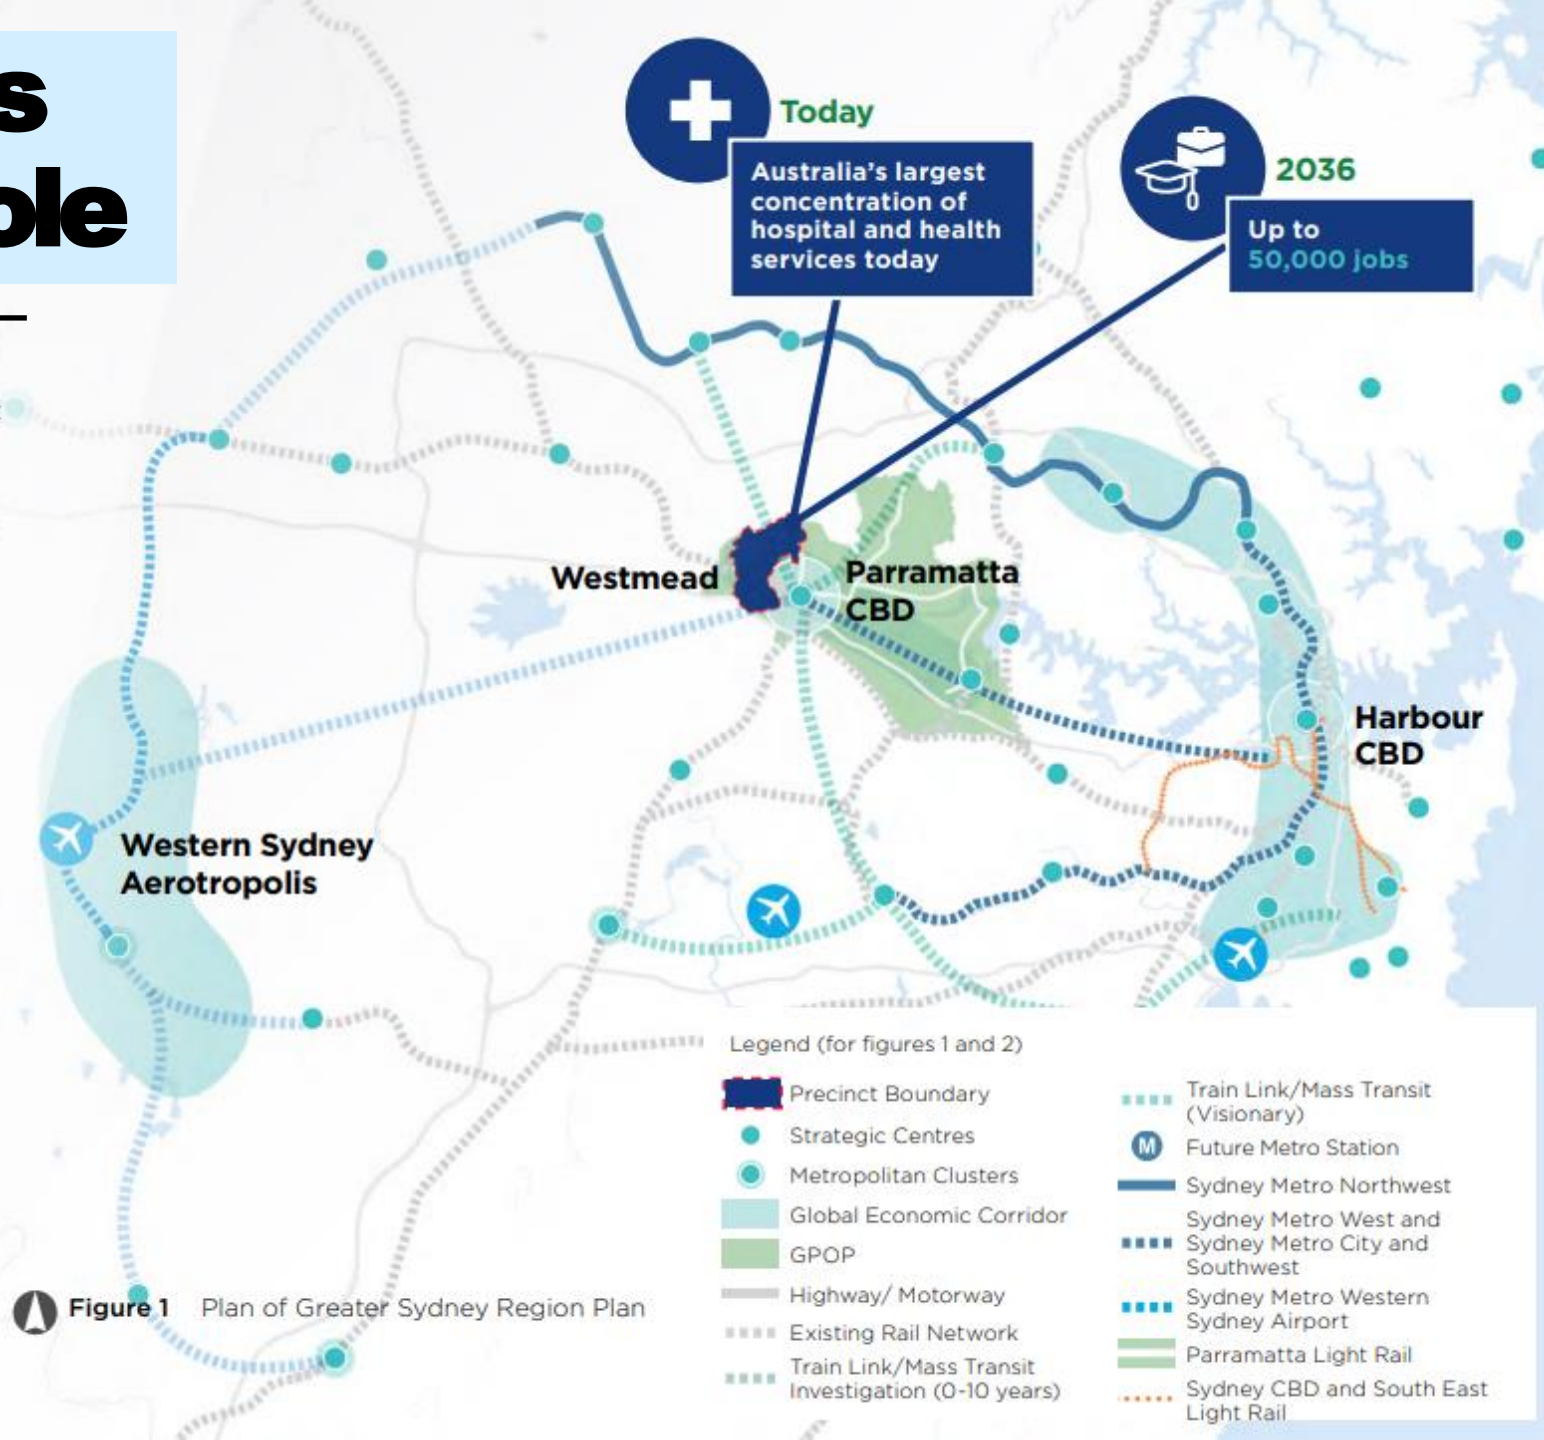 s
ole
Today
Australia's largest
concentration of
hospital and health
services today
2036
Up to
50,000 jobs
Westmead
Parramatta
CBD
Harbour
CBD
Western Sydney
Aerotropolis
Legend (for figures 1 and 2)
Precinct Boundary
Strategic Centres
Metropolitan Clusters
Global Economic Corridor
GPOP
Highway/ Motorway
Existing Rail Network
Train Link/Mass Transit
Investigation (0-10 years)
Train Link/Mass Transit
(Visionary)
M
Future Metro Station
Sydney Metro Northwest
Sydney Metro West and
Sydney Metro City and
Southwest
Sydney Metro Western
Sydney Airport
Parramatta Light Rail
Sydney CBD and South East
Light Rail
Figure 1 Plan of Greater Sydney Region Plan